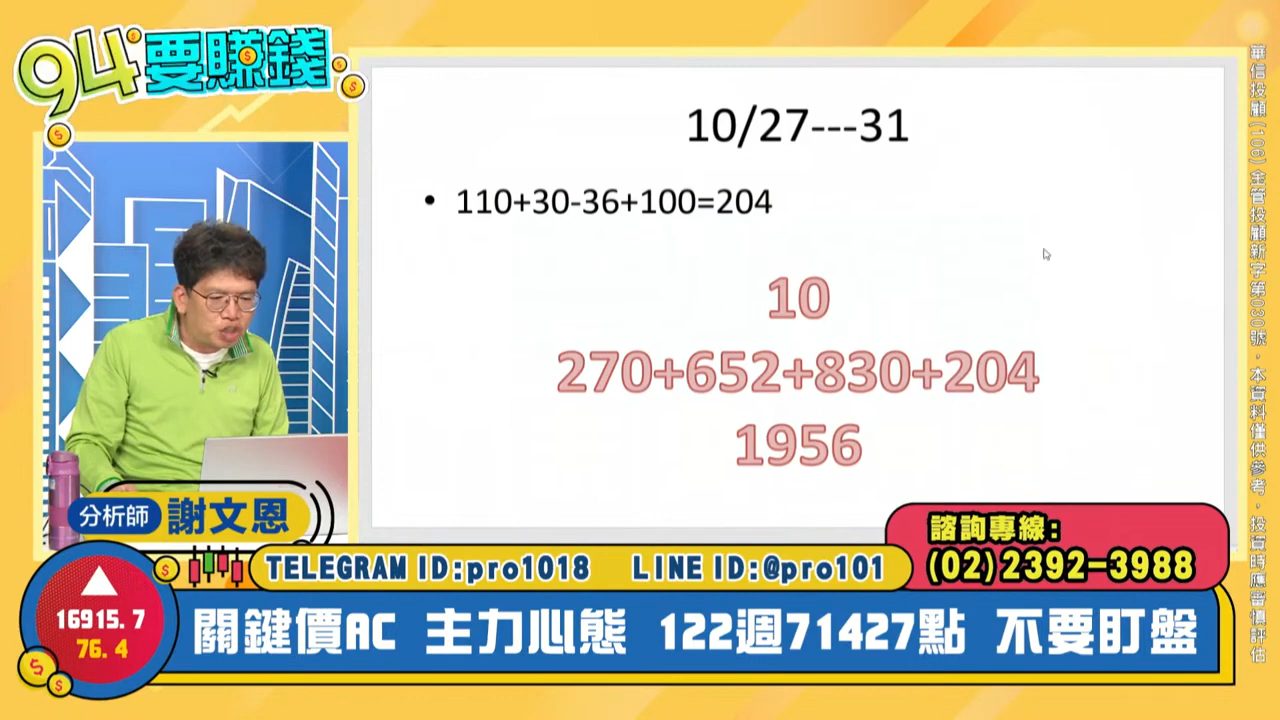 94要賺錢
10/27---31
• 110+30-36+100=204
10
270+652+830+204
1956
分析師 謝文恩
諮詢專線:
(02)2392-3988
TELEGRAM ID:pro1018 LINE ID:@pro101
16915.7
76.4
關鍵價AC 主力心態 122週71427點 不要盯盤
華信投顧(106)金管投顧新字第030號，本資料僅供參考，投資時應審慎評估